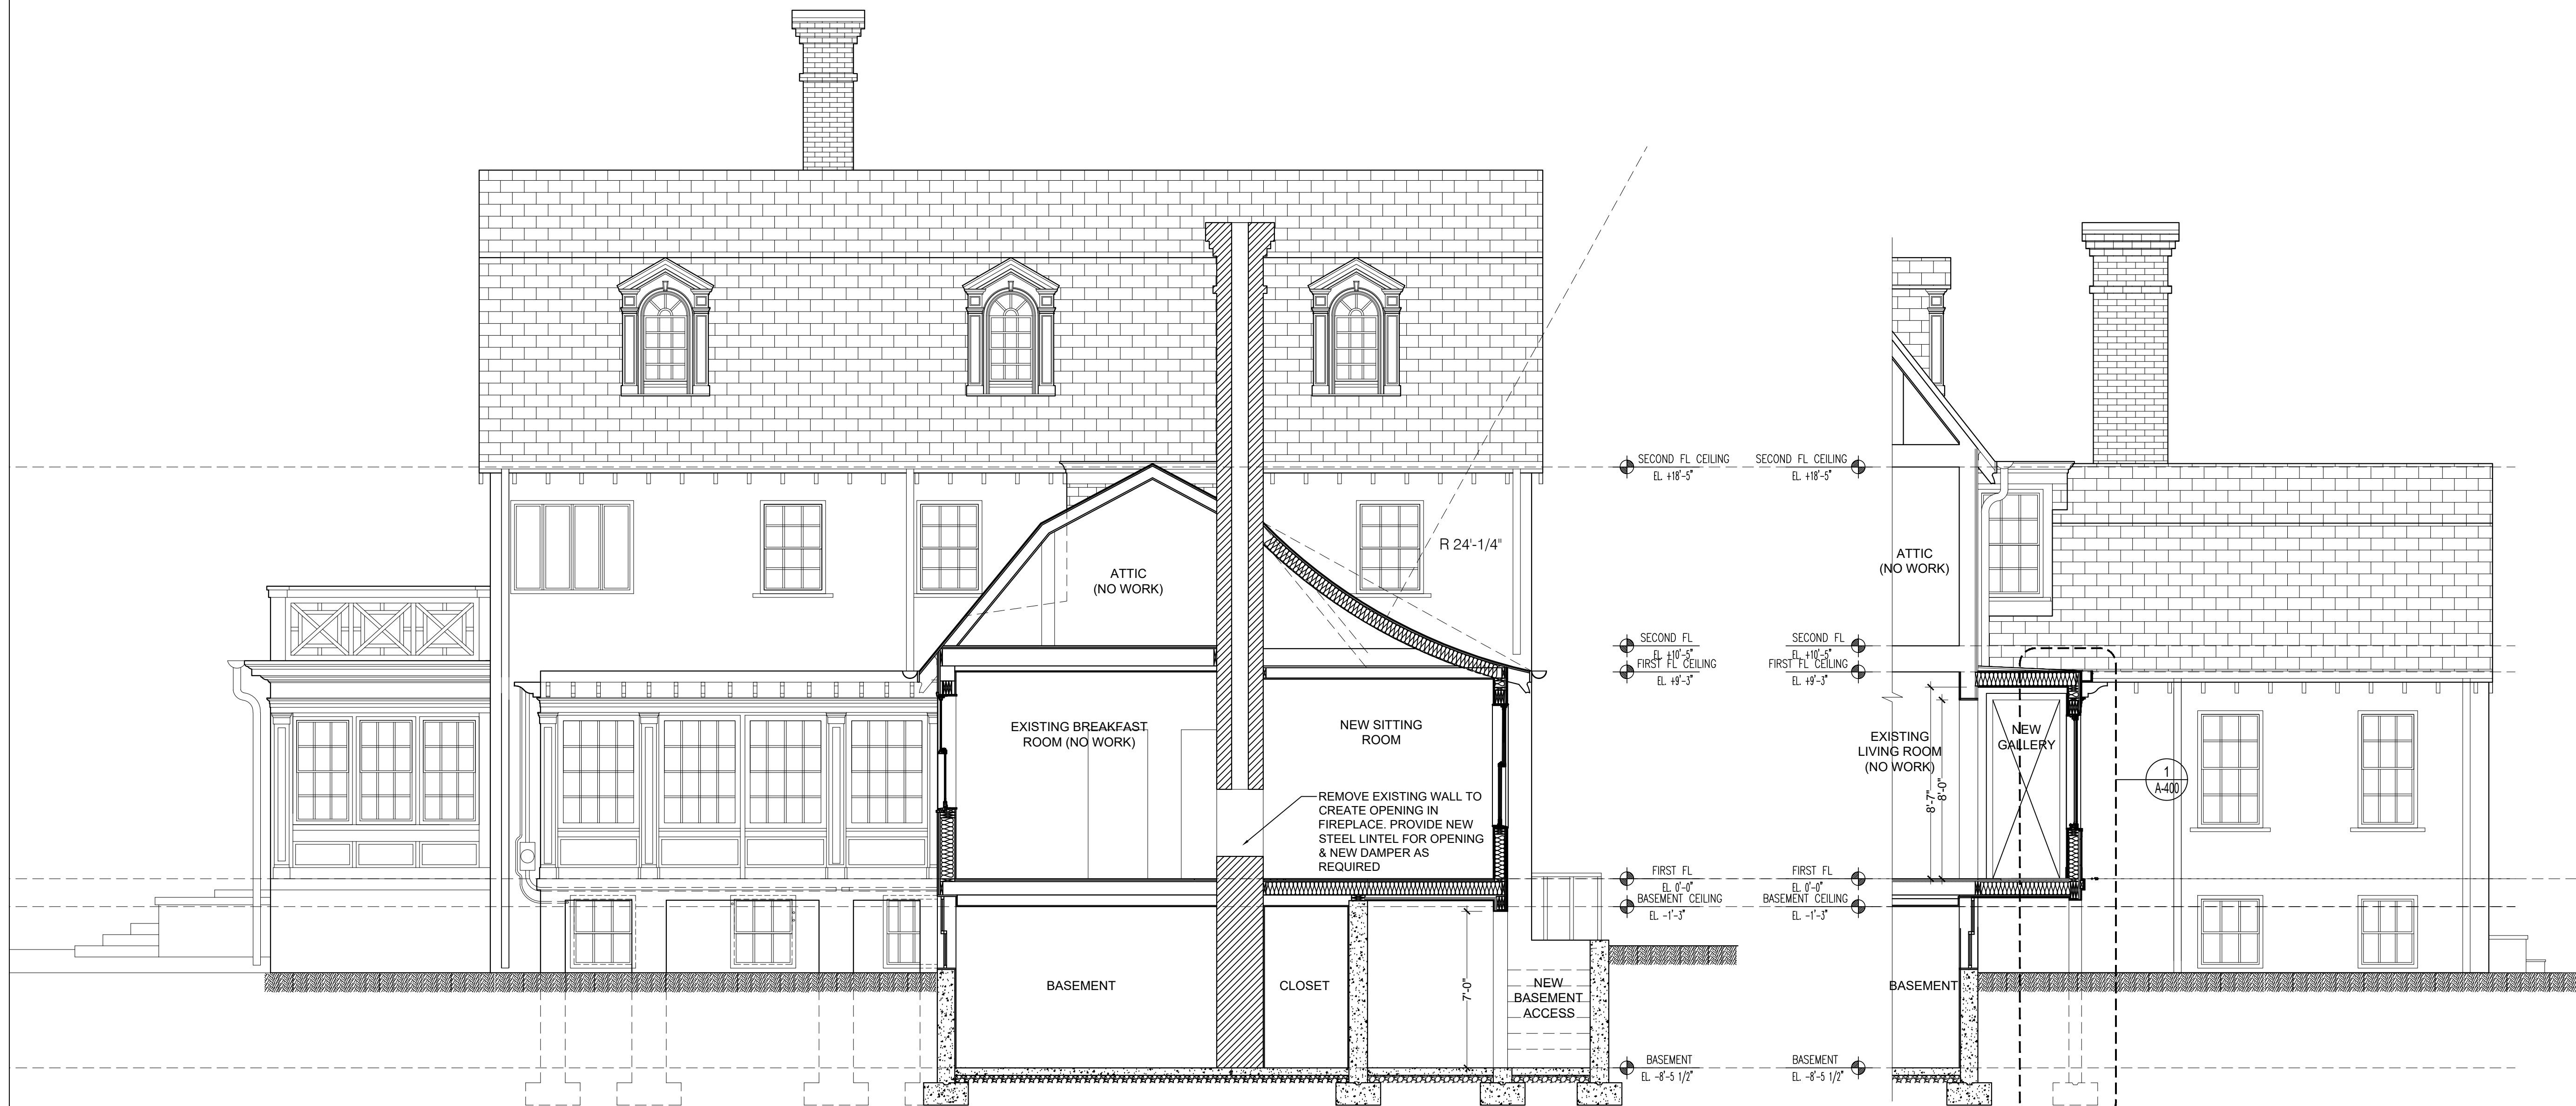 SECOND FL CEILING
EL. +18'-5"
SECOND FL CEILING
EL. +18'-5"
R 24'-1/4"
ATTIC
(NO WORK)
ATTIC
(NO WORK)
SECOND FL
EL. +10'-5"
FIRST FL CEILING
EL. +9'-3"
SECOND FL
EL. +10'-5"
FIRST FL CEILING
EL. +9'-3"
EXISTING BREAKFAST
ROOM (NO WORK)
NEW SITTING
ROOM
EXISTING
LIVING ROOM
(NO WORK)
NEW
GALLERY
8'-7"
8'-0"
1
A-400
REMOVE EXISTING WALL TO
CREATE OPENING IN
FIREPLACE. PROVIDE NEW
STEEL LINTEL FOR OPENING
& NEW DAMPER AS
REQUIRED
FIRST FL
EL. 0'-0"
BASEMENT CEILING
EL. -1'-3"
FIRST FL
EL. 0'-0"
BASEMENT CEILING
EL. -1'-3"
BASEMENT
CLOSET
7'-0"
NEW
BASEMENT
ACCESS
BASEMENT
BASEMENT
EL. -8'-5 1/2"
BASEMENT
EL. -8'-5 1/2"